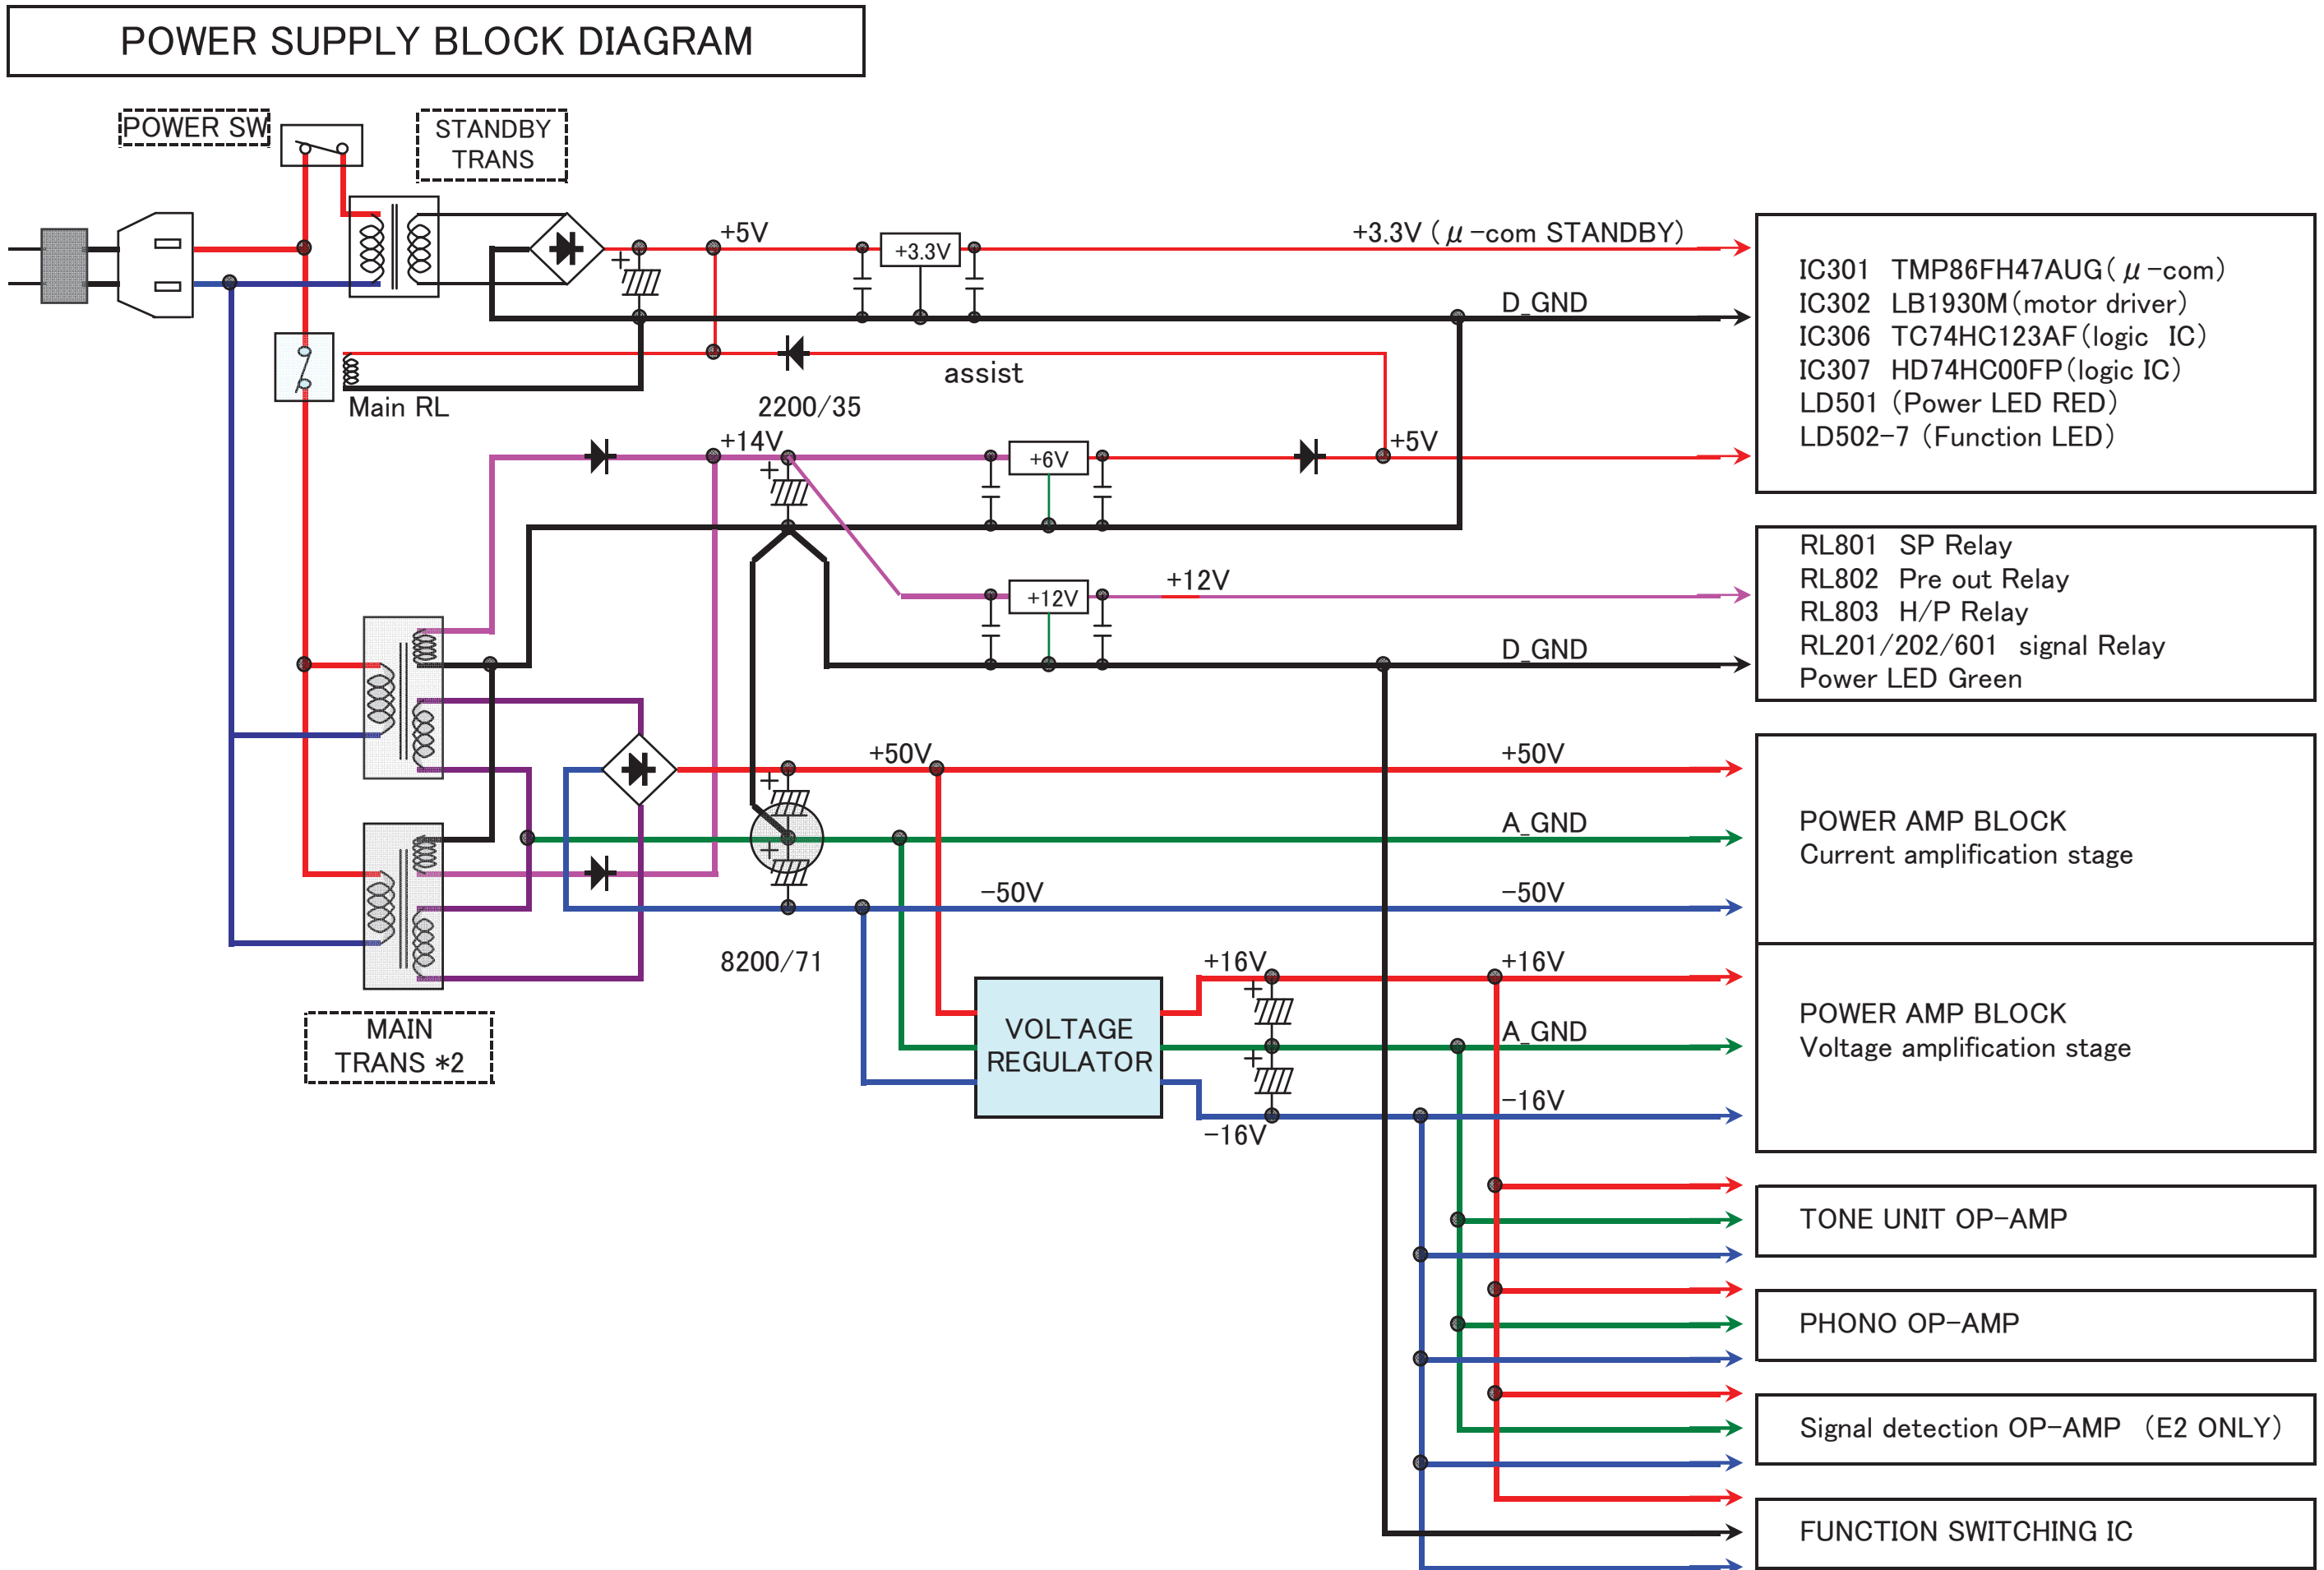 POWER SUPPLY BLOCK DIAGRAM
POWER SW
STANDBY
TRANS
+5V
+3.3V
+3.3V (μ-com STANDBY)
D_GND
IC301 TMP86FH47AUG(μ-com)
IC302 LB1930M(motor driver)
IC306 TC74HC123AF(logic IC)
IC307 HD74HC00FP(logic IC)
LD501 (Power LED RED)
LD502-7 (Function LED)
assist
Main RL
2200/35
+14V
+6V
+5V
+12V
+12V
D_GND
RL801 SP Relay
RL802 Pre out Relay
RL803 H/P Relay
RL201/202/601 signal Relay
Power LED Green
+50V
+50V
A_GND
-50V
-50V
POWER AMP BLOCK
Current amplification stage
8200/71
MAIN
TRANS *2
VOLTAGE
REGULATOR
+16V
+16V
A_GND
-16V
-16V
POWER AMP BLOCK
Voltage amplification stage
TONE UNIT OP-AMP
PHONO OP-AMP
Signal detection OP-AMP (E2 ONLY)
FUNCTION SWITCHING IC